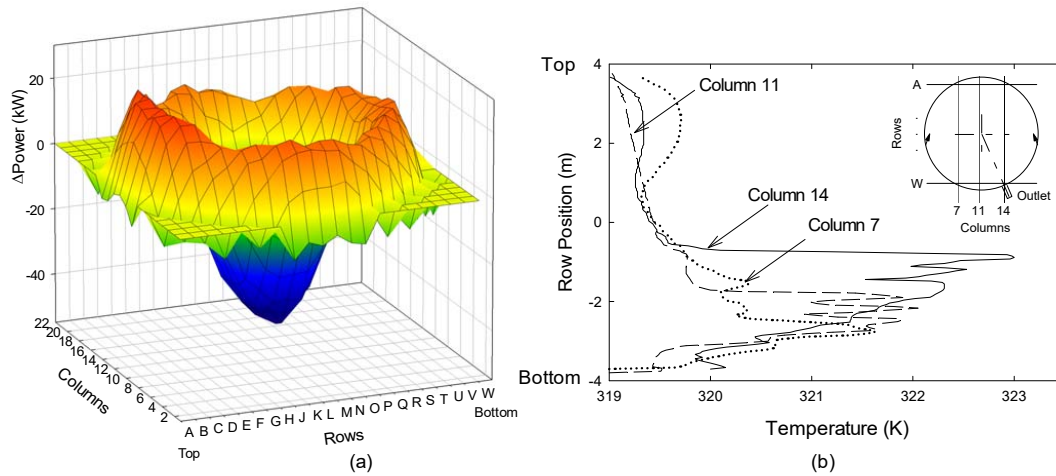 20
0
-20
-40
ΔPower (kW)
22
20
18
16
14
12
10
8
6
4
2
Columns
A B C D E F G H J K L M N O P Q R S T U V W
Top
Bottom
Rows
(a)
Top
4
2
0
-2
Bottom
-4
Row Position (m)
319 320 321 322 323
Temperature (K)
Column 11
Column 14
Column 7
A
Rows
W
Outlet
7 11 14
Columns
(b)